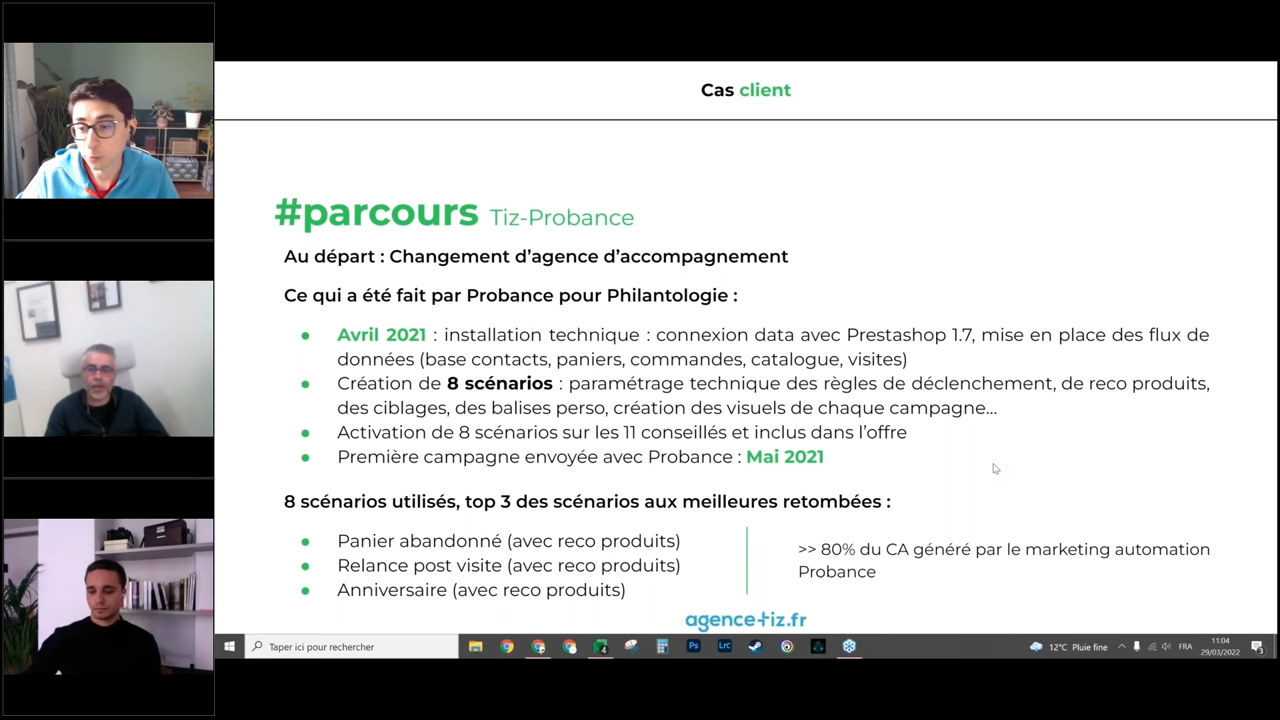 Cas client
#parcours Tiz-Probance
Au départ : Changement d’agence d’accompagnement
Ce qui a été fait par Probance pour Philantologie :
● Avril 2021 : installation technique : connexion data avec Prestashop 1.7, mise en place des flux de
données (base contacts, paniers, commandes, catalogue, visites)
● Création de 8 scénarios : paramétrage technique des règles de déclenchement, de reco produits,
des ciblages, des balises perso, création des visuels de chaque campagne…
● Activation de 8 scénarios sur les 11 conseillés et inclus dans l’offre
● Première campagne envoyée avec Probance : Mai 2021
8 scénarios utilisés, top 3 des scénarios aux meilleures retombées :
● Panier abandonné (avec reco produits)
● Relance post visite (avec reco produits)
● Anniversaire (avec reco produits)
>> 80% du CA généré par le marketing automation
Probance
agence-tiz.fr
Taper ici pour rechercher
4
Ps
LrC
12°C Pluie fine
FRA
11:04
29/03/2022
3